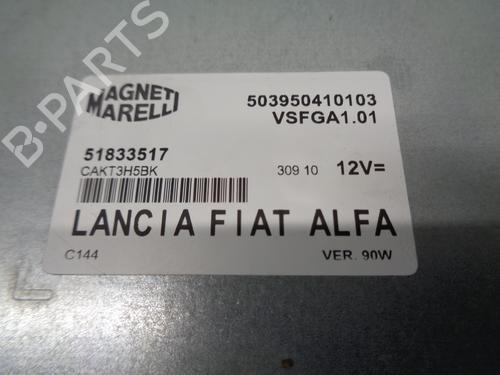 MAGNETI
MARELLI
503950410103
VSFGA1.01
51833517
CAKT3H5BK
309 10
12V=
LANCIA FIAT ALFA
C144
VER. 90W
B-PARTS